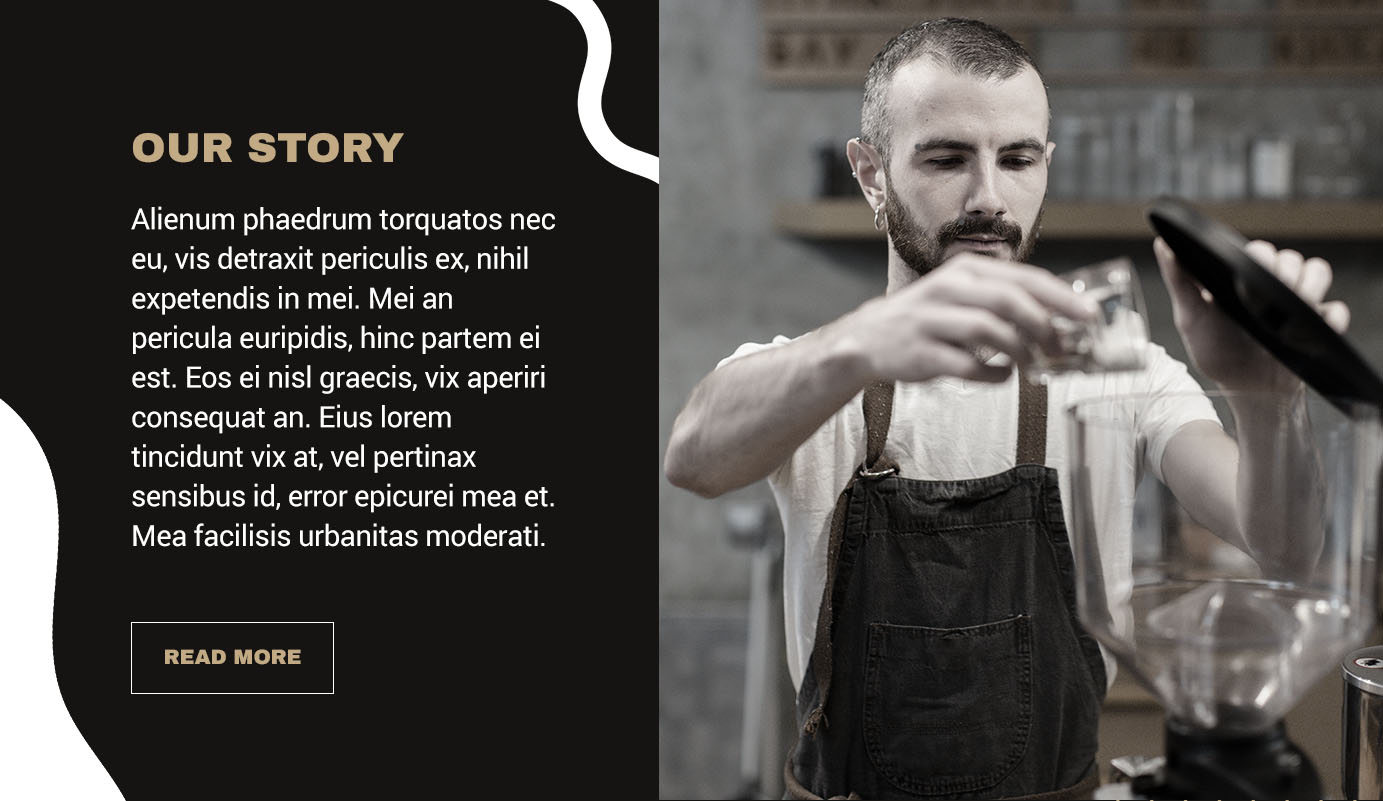 OUR STORY
Alienum phaedrum torquatos nec
eu, vis detraxit periculis ex, nihil
expetendis in mei. Mei an
pericula euripidis, hinc partem ei
est. Eos ei nisl graecis, vix aperiri
consequat an. Eius lorem
tincidunt vix at, vel pertinax
sensibus id, error epicurei mea et.
Mea facilisis urbanitas moderati.
READ MORE